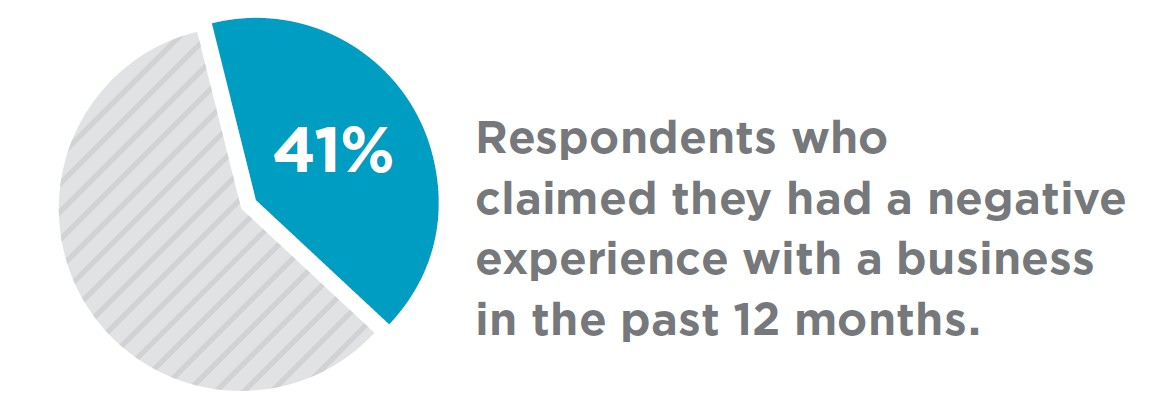 41%
Respondents who
claimed they had a negative
experience with a business
in the past 12 months.